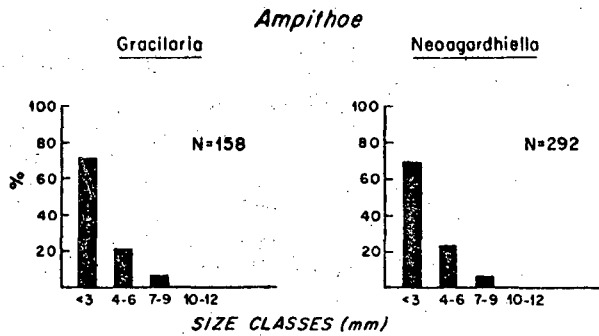 Ampithoe
Gracilaria
Neoagardhiella
100
80
60
40
20
%
N=158
<3 4-6 7-9 10-12
100
80
60
40
20
N=292
<3 4-6 7-9 10-12
SIZE CLASSES (mm)